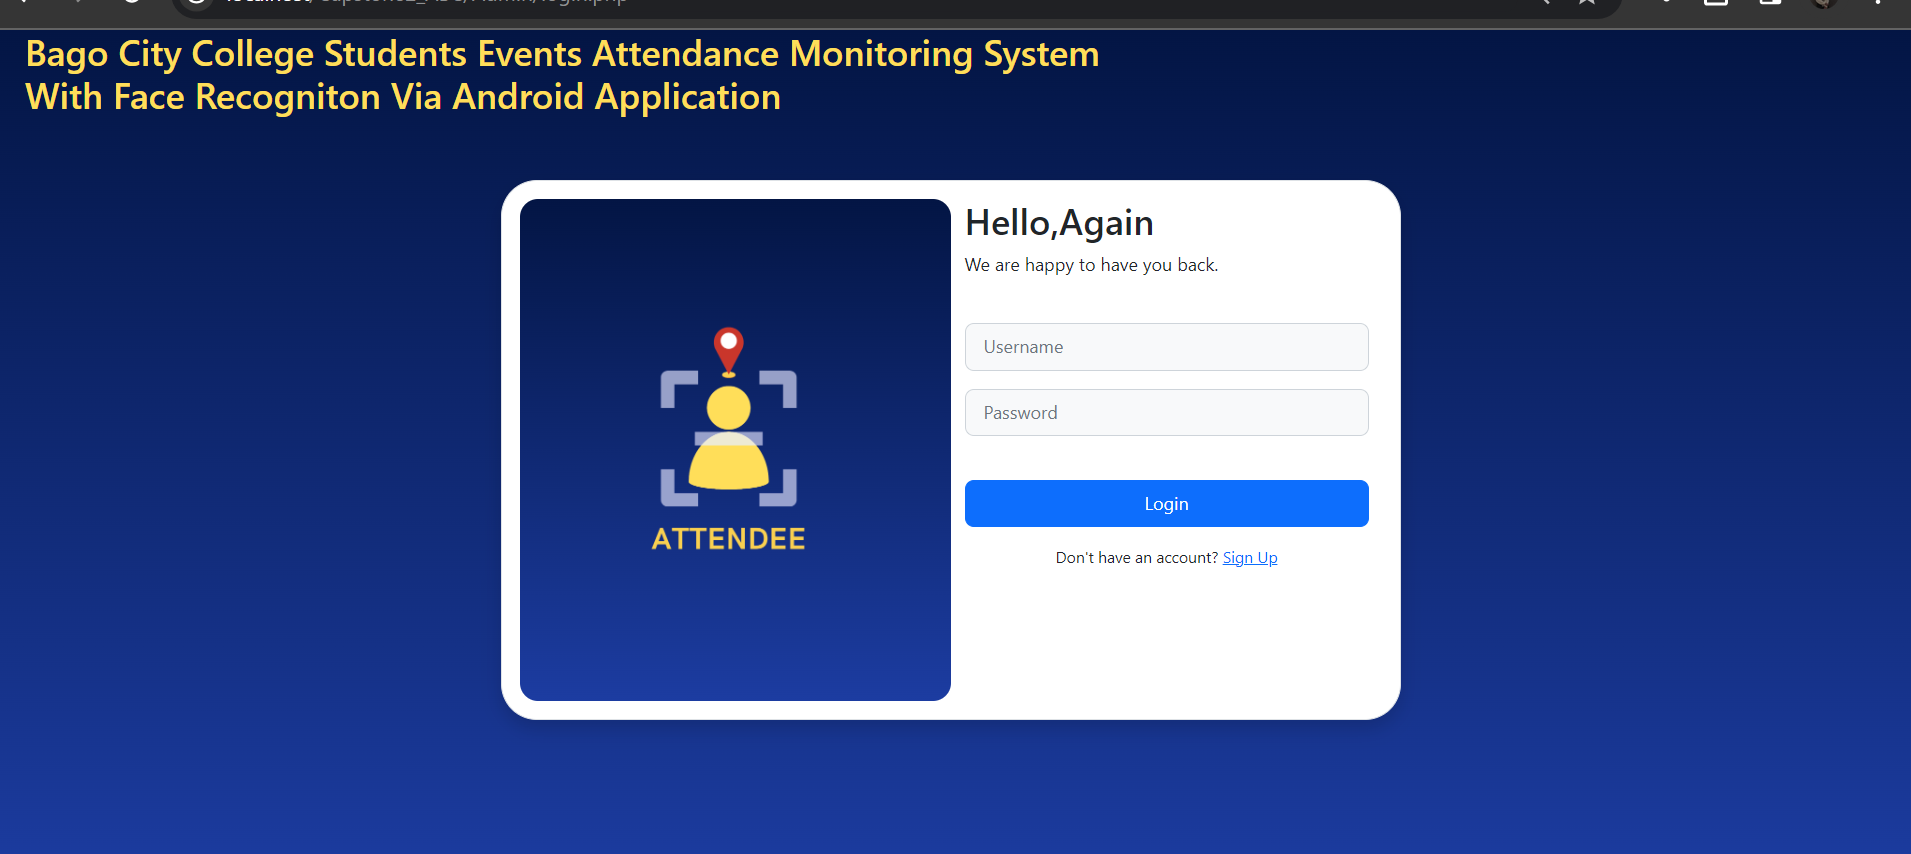 Bago City College Students Events Attendance Monitoring System
With Face Recogniton Via Android Application
Hello,Again
We are happy to have you back.
Username
Password
Login
Don't have an account? Sign Up
ATTENDEE